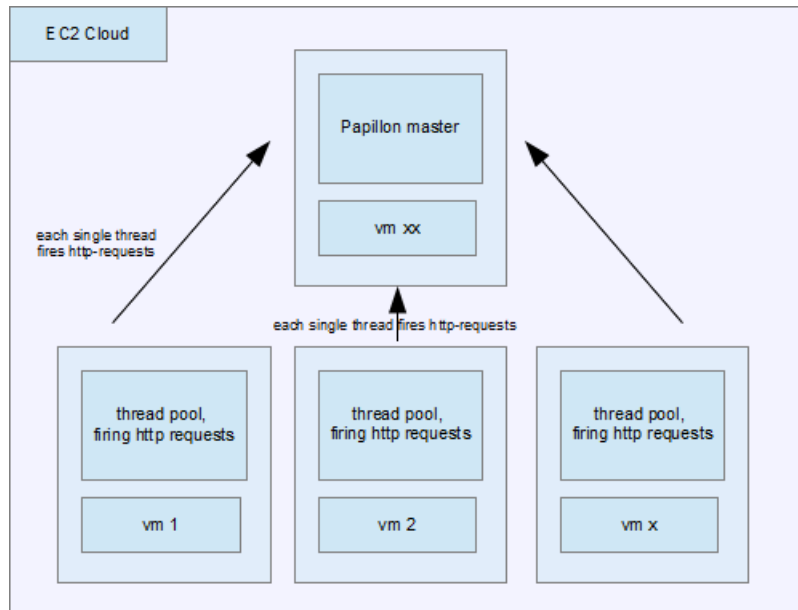 EC2 Cloud
Papillon master
vm xx
each single thread
fires http-requests
each single thread fires http-requests
thread pool,
firing http requests
vm 1
thread pool,
firing http requests
vm 2
thread pool,
firing http requests
vm x